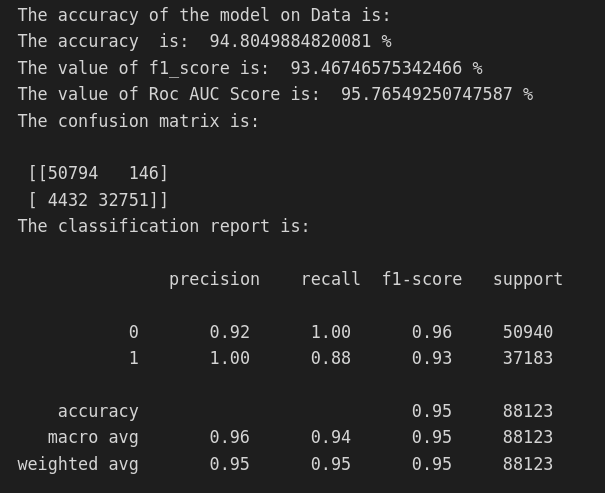 The accuracy of the model on Data is:
The accuracy  is:  94.8049884820081 %
The value of f1_score is:  93.46746575342466 %
The value of Roc AUC Score is:  95.76549250747587 %
The confusion matrix is:
[[50794   146]
[ 4432 32751]]
The classification report is:
precision    recall  f1-score   support
0       0.92      1.00      0.96     50940
1       1.00      0.88      0.93     37183
accuracy                           0.95     88123
macro avg       0.96      0.94      0.95     88123
weighted avg       0.95      0.95      0.95     88123